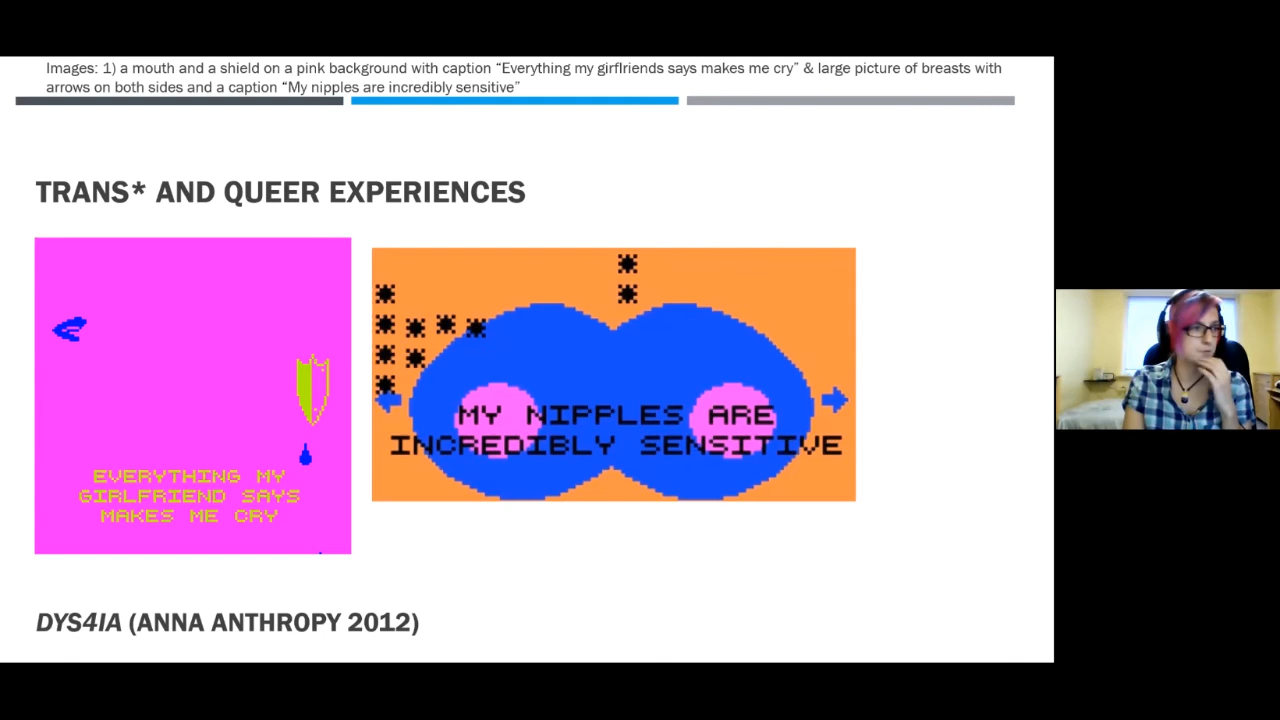 Images: 1) a mouth and a shield on a pink background with caption “Everything my girlfriends says makes me cry” & large picture of breasts with
arrows on both sides and a caption “My nipples are incredibly sensitive”
TRANS* AND QUEER EXPERIENCES
EVERYTHING MY
GIRLFRIEND SAYS
MAKES ME CRY
MY NIPPLES ARE
INCREDIBLY SENSITIVE
DYS4IA (ANNA ANTHROPY 2012)